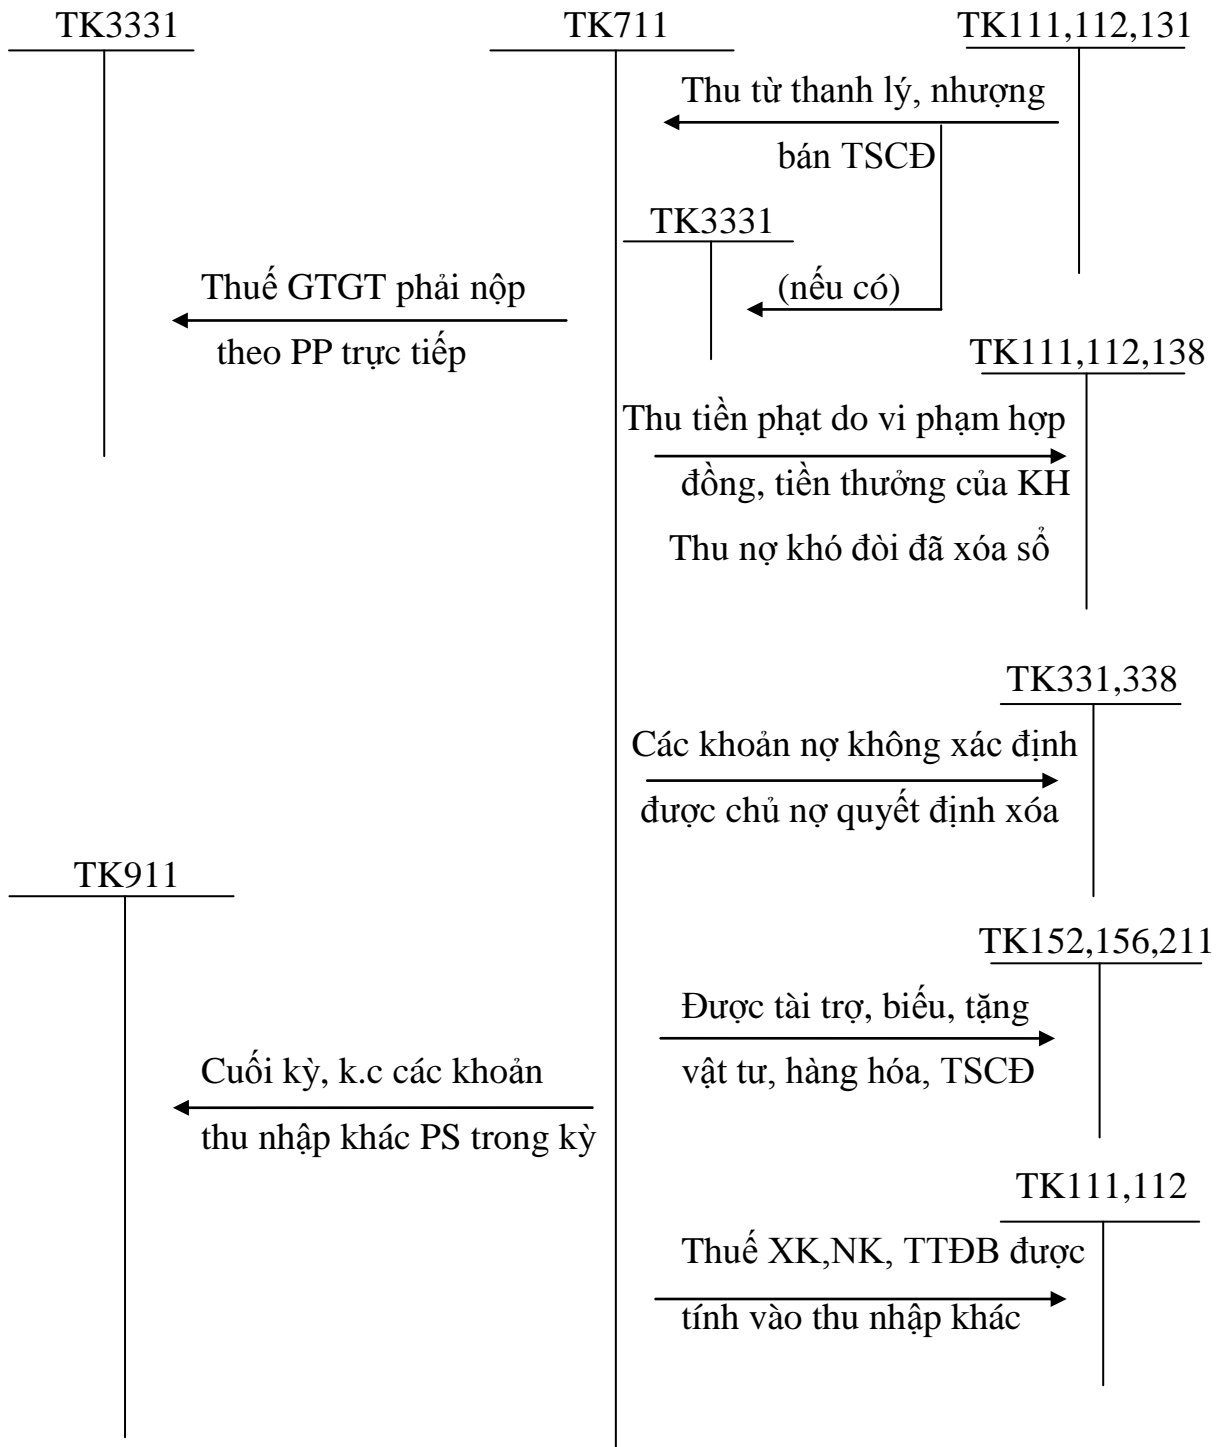 TK3331
TK711
TK111,112,131
Thu từ thanh lý, nhượng
bán TSCĐ
TK3331
Thuế GTGT phải nộp
(nếu có)
theo PP trực tiếp
TK111,112,138
Thu tiền phạt do vi phạm hợp
đồng, tiền thưởng của KH
Thu nợ khó đòi đã xóa sổ
TK331,338
Các khoản nợ không xác định
được chủ nợ quyết định xóa
TK911
TK152,156,211
Được tài trợ, biếu, tặng
vật tư, hàng hóa, TSCĐ
Cuối kỳ, k.c các khoản
thu nhập khác PS trong kỳ
TK111,112
Thuế XK,NK, TTĐB được
tính vào thu nhập khác